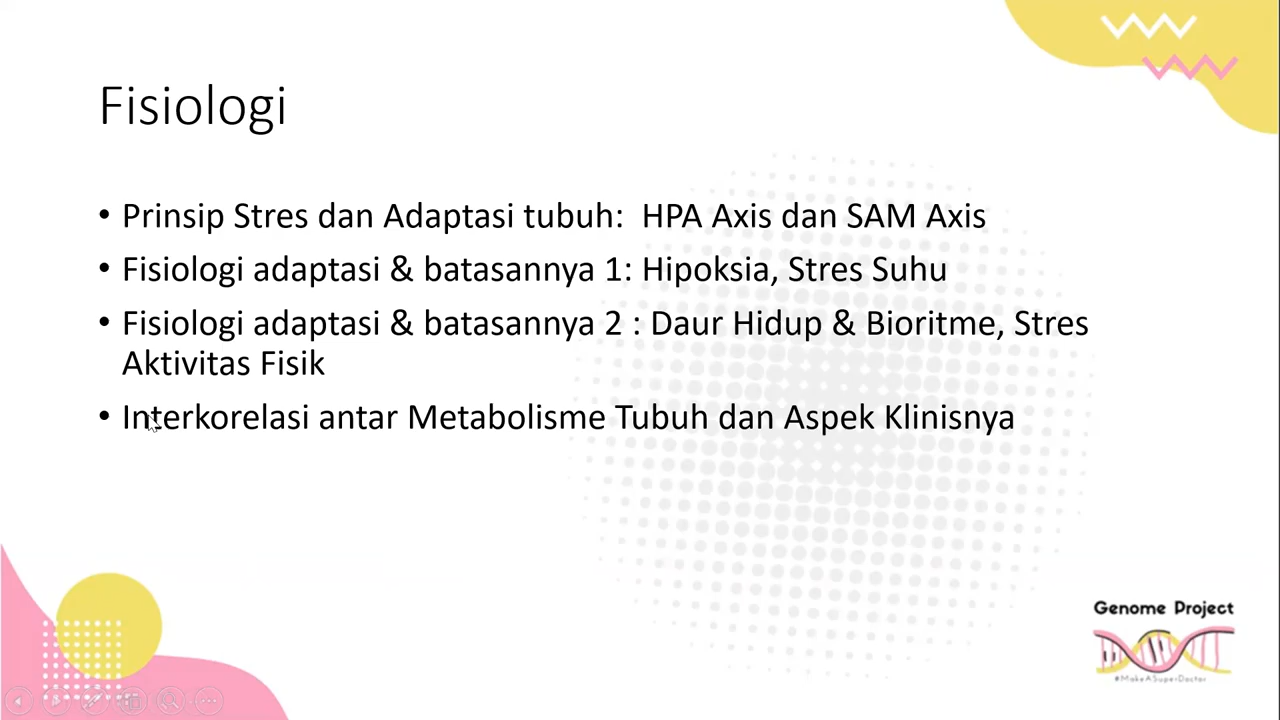 Fisiologi
• Prinsip Stres dan Adaptasi tubuh:  HPA Axis dan SAM Axis
• Fisiologi adaptasi & batasannya 1: Hipoksia, Stres Suhu
• Fisiologi adaptasi & batasannya 2 : Daur Hidup & Bioritme, Stres
Aktivitas Fisik
• Interkorelasi antar Metabolisme Tubuh dan Aspek Klinisnya
Genome Project
#MakeASuperDoctor